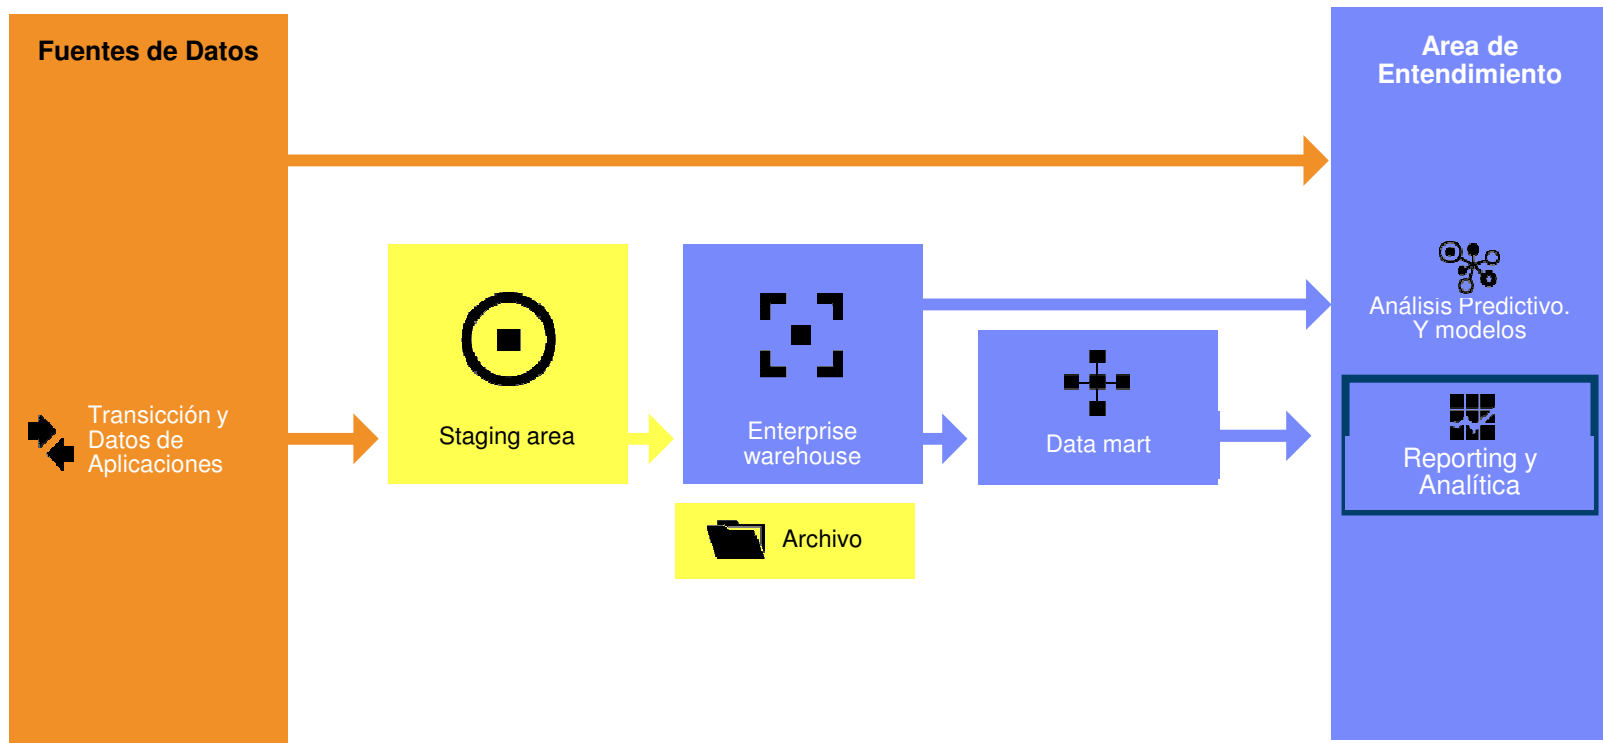 Fuentes de Datos
Area de
Entendimiento
Análisis Predictivo.
Y modelos
Transicción y
Datos de
Aplicaciones
Staging area
Enterprise
warehouse
Data mart
Reporting y
Analítica
Archivo